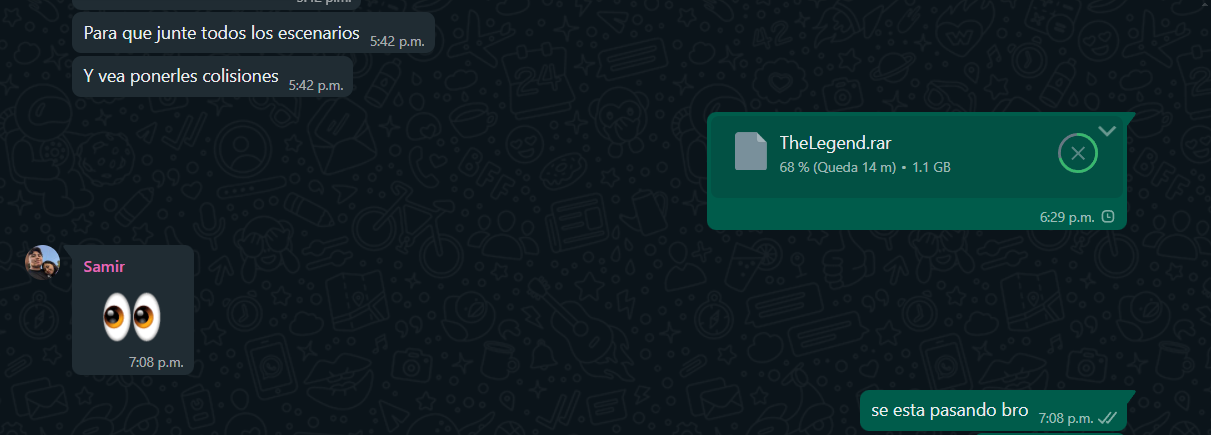 Para que junte todos los escenarios 5:42 p.m.
Y vea ponerles colisiones 5:42 p.m.
TheLegend.rar
68 % (Queda 14 m) • 1.1 GB
6:29 p.m.
Samir
7:08 p.m.
se esta pasando bro 7:08 p.m.